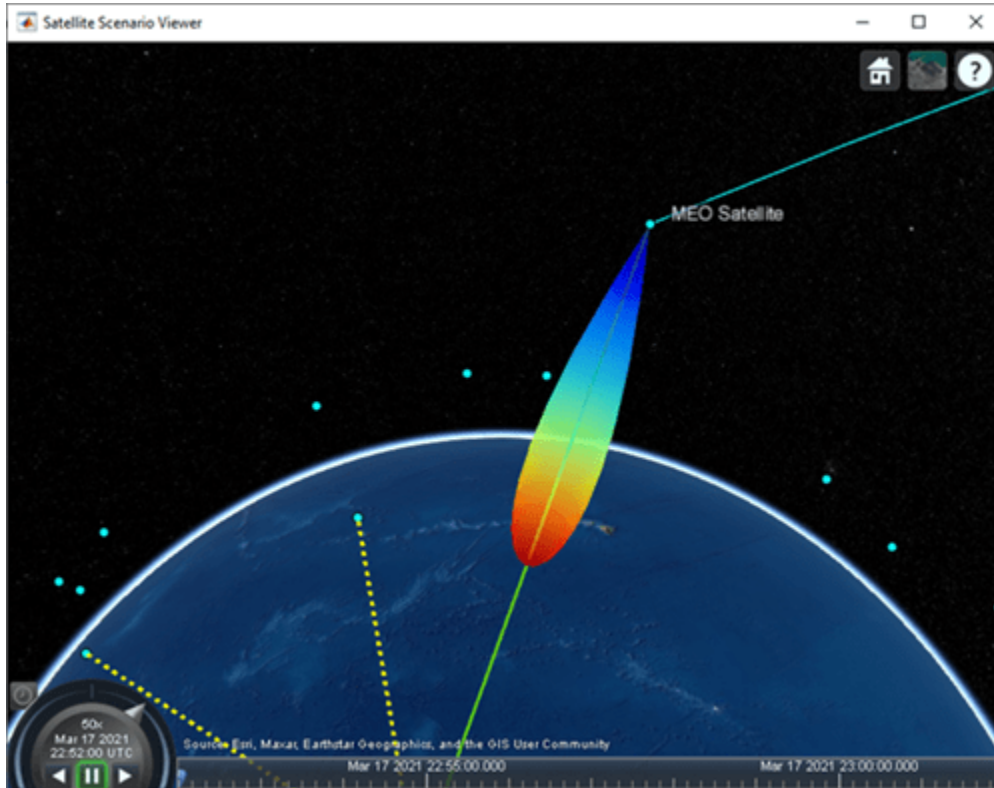 Satellite Scenario Viewer
?
MEO Satellite
50x
Mar 17 2021
22:52:00 UTC
Source: Esri, Maxar, Earthstar Geographics, and the GIS User Community
Mar 17 2021 22:55:00.000
Mar 17 2021 23:00:00.000